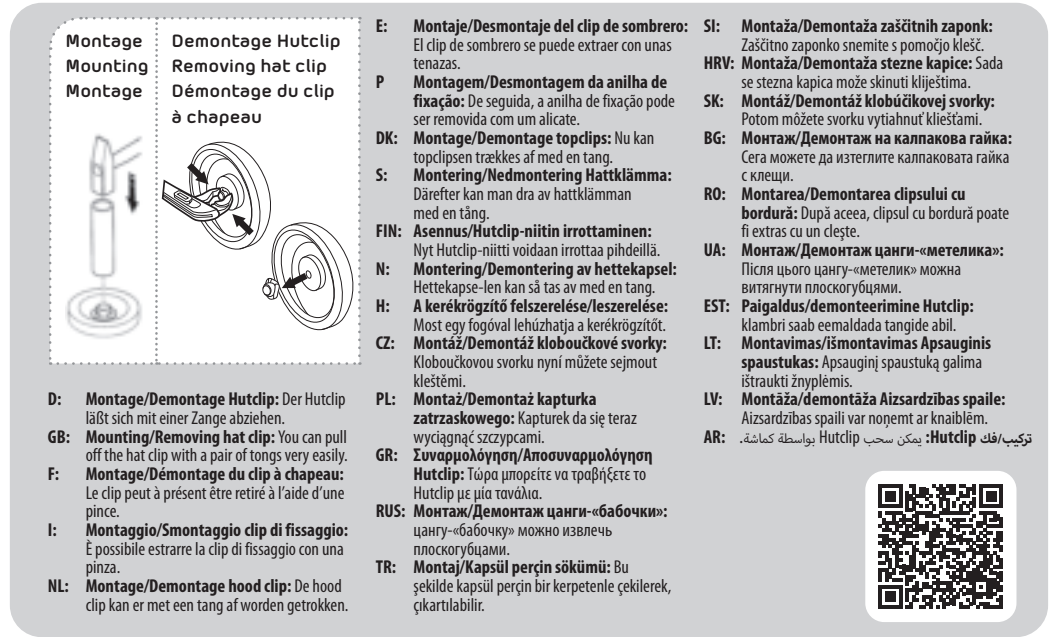 Montage
Mounting
Montage
Demontage Hutclip
Removing hat clip
Démontage du clip
à chapeau
D: Montage/Demontage Hutclip: Der Hutclip
läßt sich mit einer Zange abziehen.
GB: Mounting/Removing hat clip: You can pull
off the hat clip with a pair of tongs very easily.
F: Montage/Démontage du clip à chapeau:
Le clip peut à présent être retiré à l'aide d'une
pince.
I: Montaggio/Smontaggio clip di fissaggio:
È possibile estrarre la clip di fissaggio con una
pinza.
NL: Montage/Demontage hood clip: De hood
clip kan er met een tang af worden getrokken.
E: Montaje/Desmontaje del clip de sombrero:
El clip de sombrero se puede extraer con unas
tenazas.
P Montagem/Desmontagem da anilha de
fixação: De seguida, a anilha de fixação pode
ser removida com um alicate.
DK: Montage/Demontage topclips: Nu kan
topclipsen trækkes af med en tang.
S: Montering/Nedmontering Hattklämma:
Därefter kan man dra av hattklämman
med en tång.
FIN: Asennus/Hutclip-niitin irrottaminen:
Nyt Hutclip-niitti voidaan irrottaa pihdeillä.
N: Montering/Demontering av hettekapsel:
Hettekapse-len kan så tas av med en tang.
H: A kerékrögzítő felszerelése/leszerelése:
Most egy fogóval lehúzhatja a kerékrögzítőt.
CZ: Montáž/Demontáž kloboučkové svorky:
Kloboučkovou svorku nyní můžete sejmout
kleštěmi.
PL: Montaż/Demontaż kapturka
zatrzaskowego: Kapturek da się teraz
wyciągnąć szczypcami.
GR: Συναρμολόγηση/Αποσυναρμολόγηση
Hutclip: Τώρα μπορείτε να τραβήξετε το
Hutclip με μία τανάλια.
RUS: Монтаж/Демонтаж цанги-«бабочки»:
цангу-«бабочку» можно извлечь
плоскогубцами.
TR: Montaj/Kapsül perçin sökümü: Bu
şekilde kapsül perçin bir kerpetenle çekilerek,
çıkartılabilir.
SI: Montaža/Demontaža zaščitnih zaponk:
Zaščitno zaponko snemite s pomočjo klešč.
HRV: Montaža/Demontaža stezne kapice: Sada
se stezna kapica može skinuti kliještima.
SK: Montáž/Demontáž klobúčikovej svorky:
Potom môžete svorku vytiahnuť kliešťami.
BG: Монтаж/Демонтаж на калпакова гайка:
Сега можете да изтеглите калпаковата гайка
с клещи.
RO: Montarea/Demontarea clipsului cu
bordură: După aceea, clipsul cu bordură poate
fi extras cu un clește.
UA: Монтаж/Демонтаж цанги-«метелика»:
Після цього цангу-«метелик» можна
витягнути плоскогубцями.
EST: Paigaldus/demonteerimine Hutclip:
klambri saab eemaldada tangide abil.
LT: Montavimas/išmontavimas Apsauginis
spaustukas: Apsauginį spaustuką galima
ištraukti žnyplėmis.
LV: Montāža/demontāža Aizsardzības spaile:
Aizsardzības spaili var noņemt ar knaiblēm.
AR: تركيب/فك Hutclip: يمكن سحب Hutclip بواسطة كماشة.